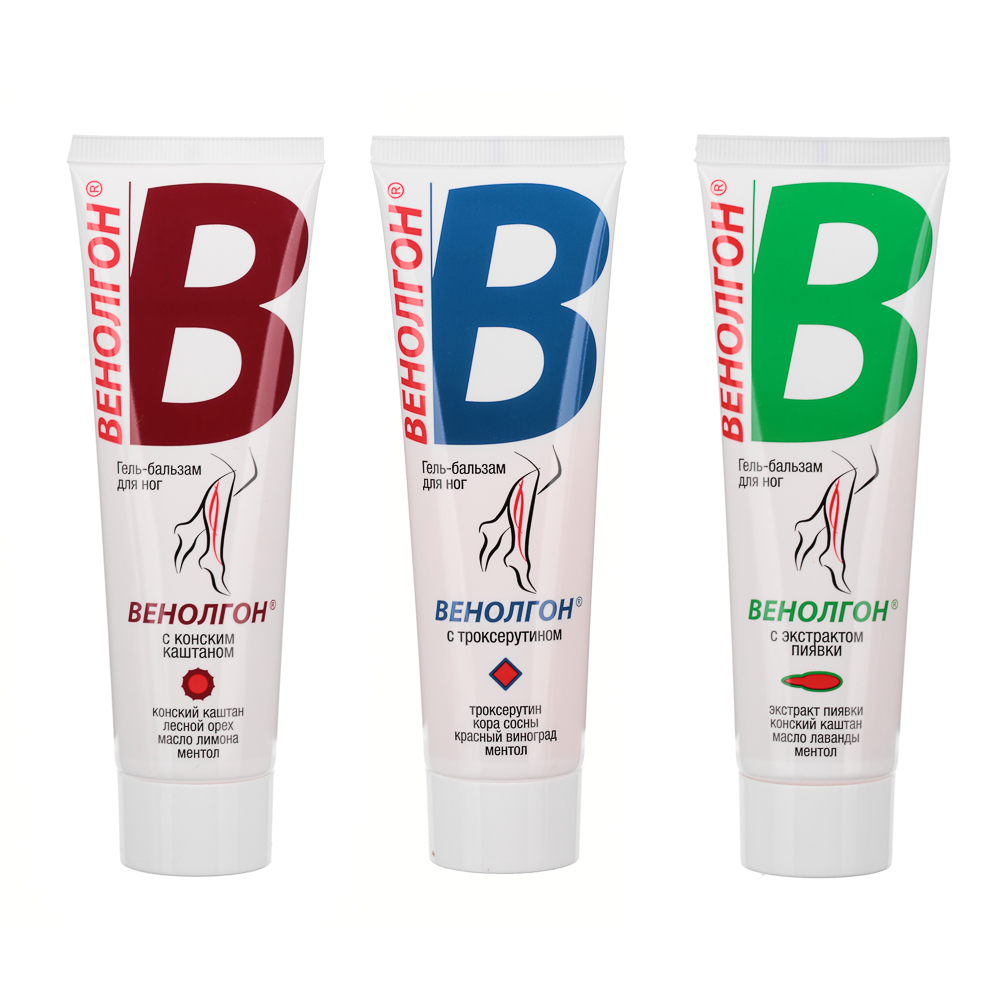 ВЕНОЛГОН®
В
Гель-бальзам
для ног
ВЕНОЛГОН®
с конским
каштаном
конский каштан
лесной орех
масло лимона
ментол
ВЕНОЛГОН®
В
Гель-бальзам
для ног
ВЕНОЛГОН®
с троксерутином
троксерутин
кора сосны
красный виноград
ментол
ВЕНОЛГОН®
В
Гель-бальзам
для ног
ВЕНОЛГОН®
с экстрактом
пиявки
экстракт пиявки
конский каштан
масло лаванды
ментол